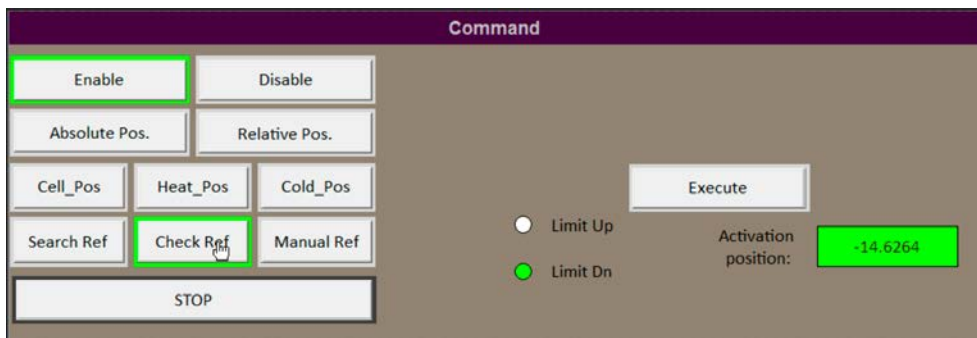 Command
Enable
Disable
Absolute Pos.
Relative Pos.
Cell_Pos
Heat_Pos
Cold_Pos
Execute
Search Ref
Check Ref
Manual Ref
Limit Up
Limit Dn
Activation
position:
-14.6264
STOP